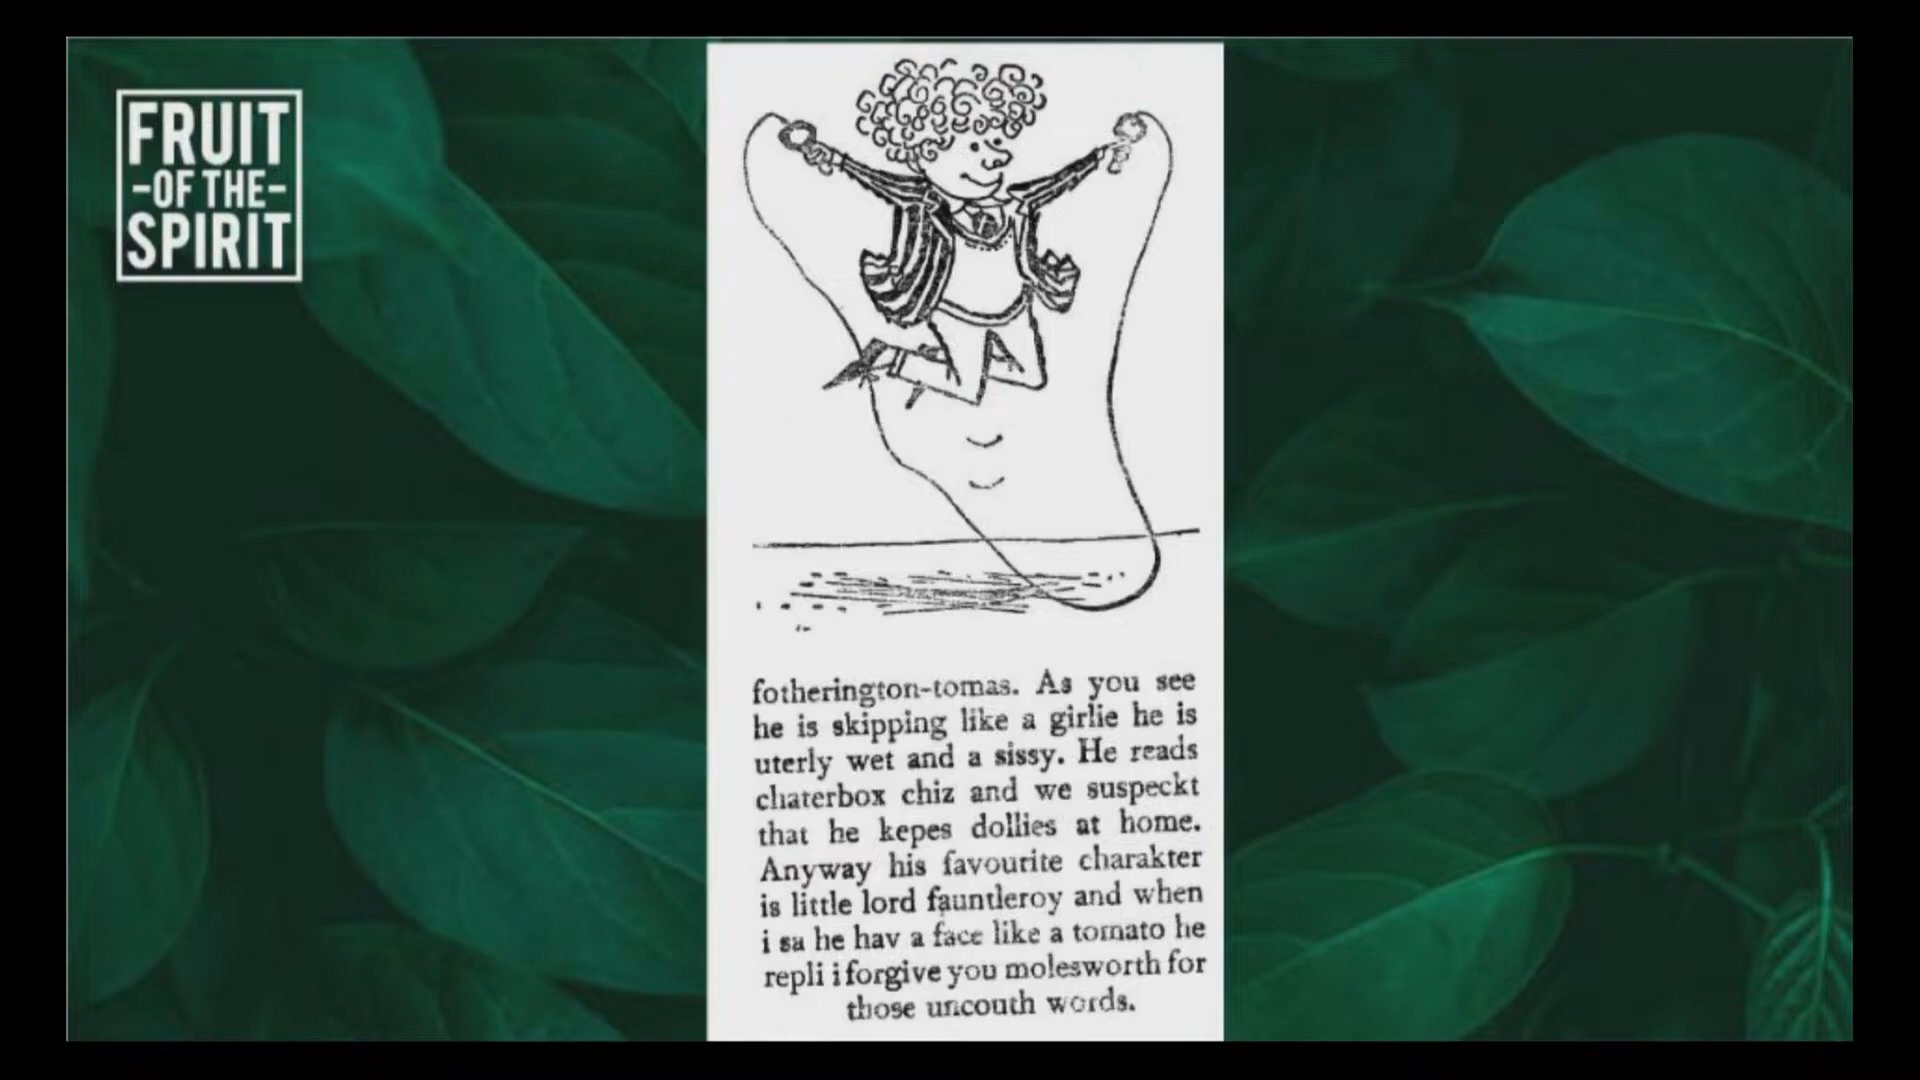 FRUIT
-OF THE-
SPIRIT
fotherington-tomas. As you see
he is skipping like a girlie he is
uterly wet and a sissy. He reads
chaterbox chiz and we suspeckt
that he kepes dollies at home.
Anyway his favourite charakter
is little lord fauntleroy and when
i sa he hav a face like a tomato he
repli i forgive you molesworth for
those uncouth words.